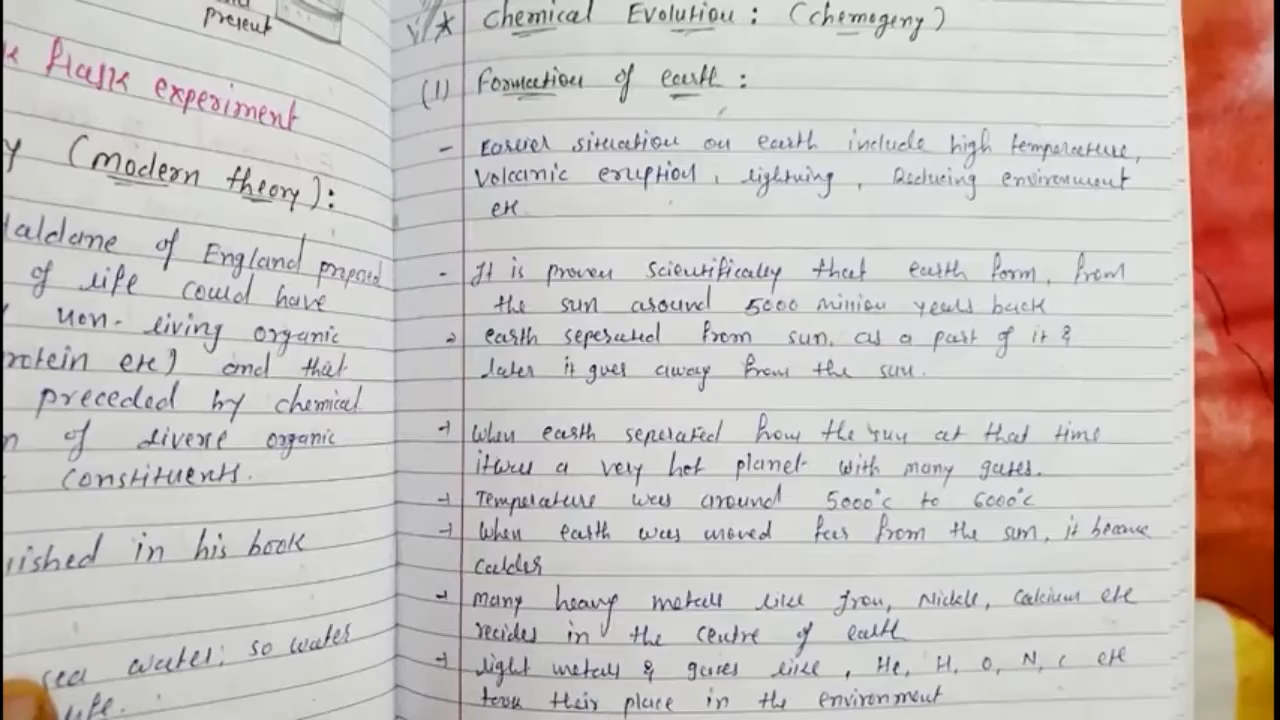 present
flask experiment
(modern theory):
aldane of England propad
of life could have
non-living organic
rotein etc) and that
preceded by chemical
n of diverse organic
constituents.
ished in his book
sea water; so water
life.
* Chemical Evolution: (chemogeny)
(1) Formation of earth:
- Earlier situation on earth include high temperature,
volcanic eruption, lightning, Reducing environment
etc.
- It is proven scientifically that earth form, from
the sun around 5000 million years back
earth seperated from sun, as a part of it &
later it goes away from the sun.
→ When earth seperated from the sun at that time
it was a very hot planet with many gases.
→ Temperature was around 5000°c to 6000°c
→ When earth was moved far from the sun, it became
colder
→ Many heavy metals like Iron, Nickle, Calcium etc
recides in the centre of earth
→ light metals & gases like, He, H, O, N, C etc
took their place in the environment